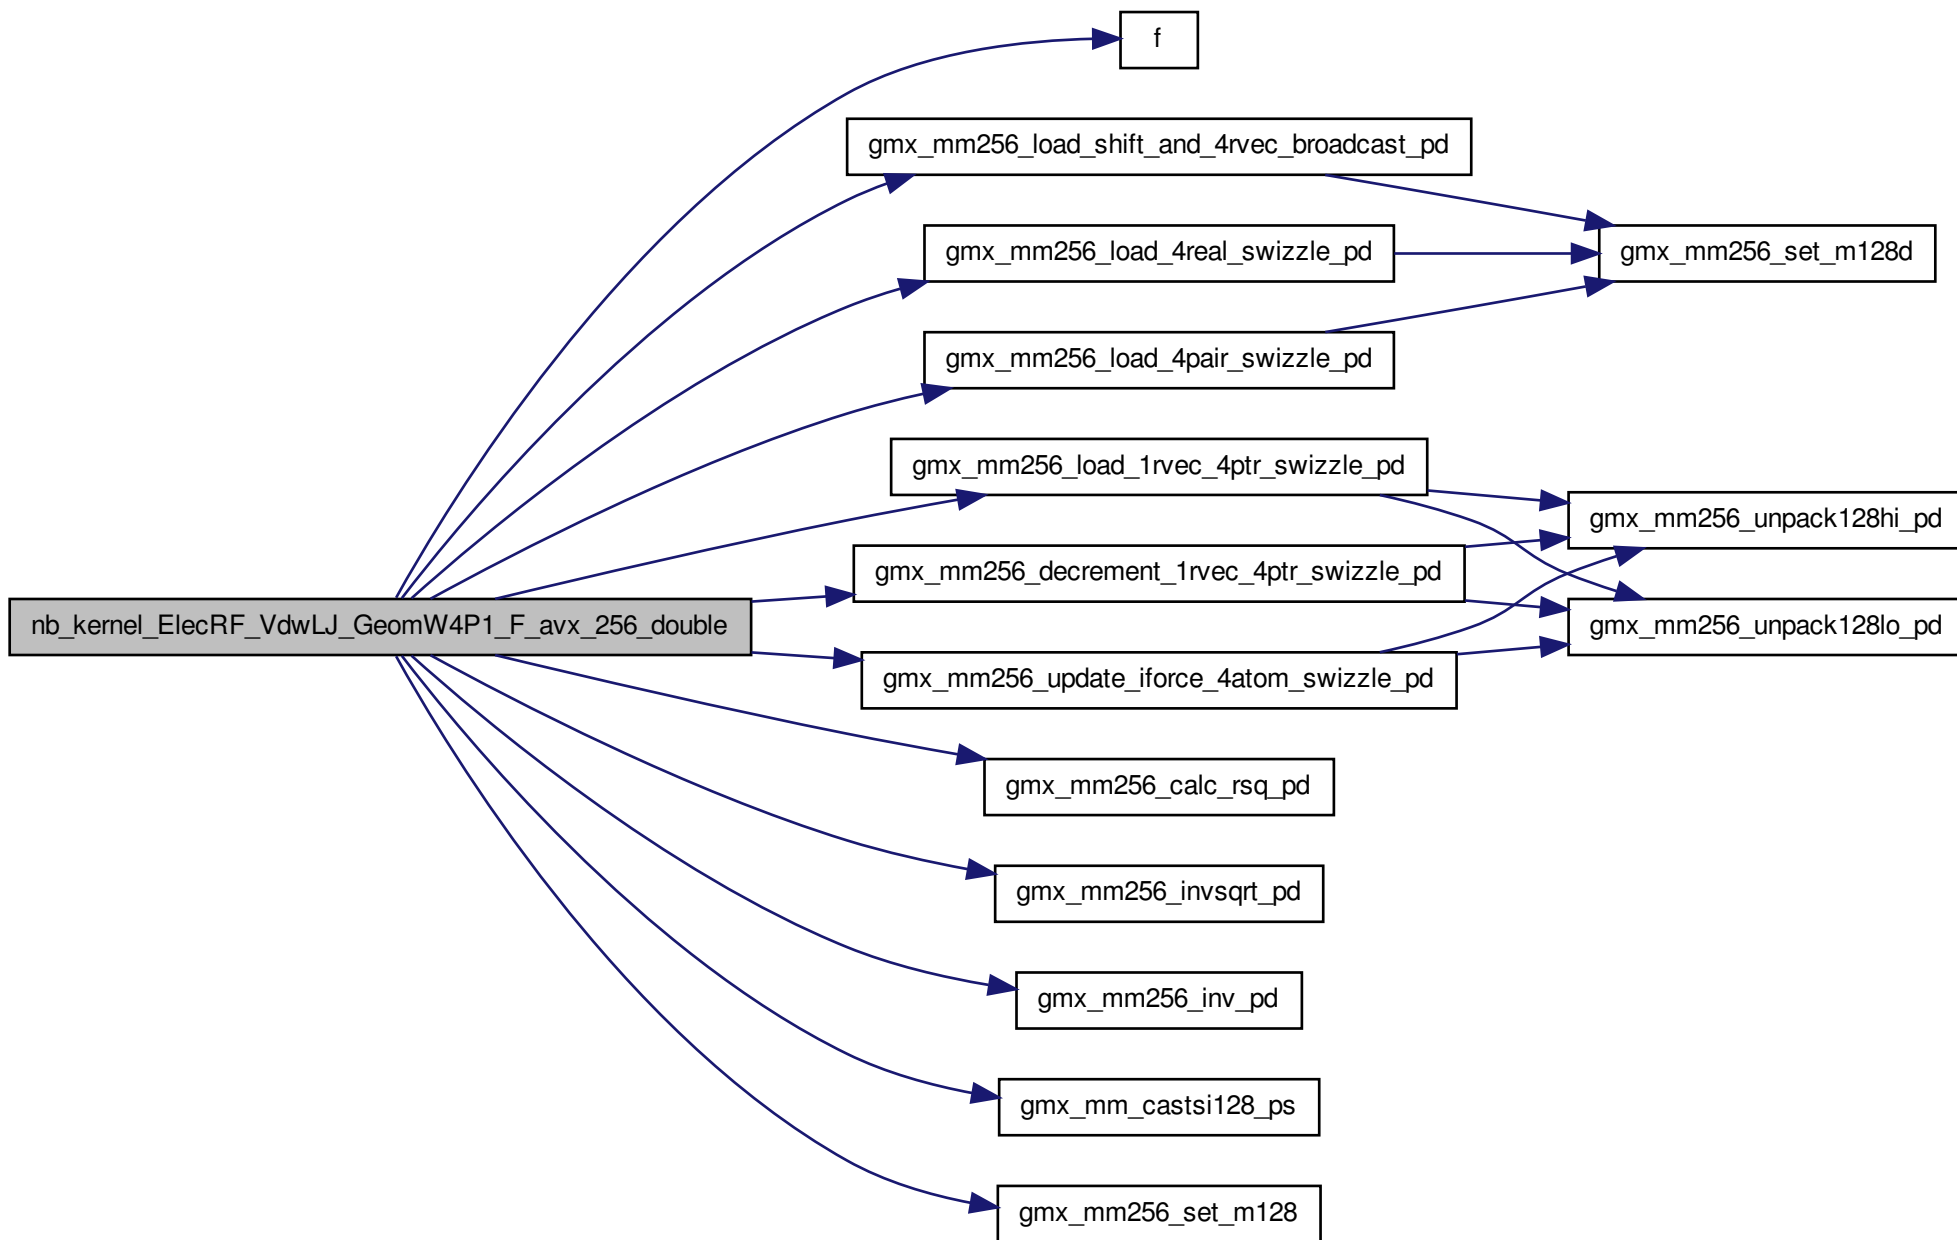 f
gmx_mm256_load_shift_and_4rvec_broadcast_pd
gmx_mm256_load_4real_swizzle_pd
gmx_mm256_set_m128d
gmx_mm256_load_4pair_swizzle_pd
gmx_mm256_load_1rvec_4ptr_swizzle_pd
gmx_mm256_unpack128hi_pd
gmx_mm256_decrement_1rvec_4ptr_swizzle_pd
nb_kernel_ElecRF_VdwLJ_GeomW4P1_F_avx_256_double
gmx_mm256_unpack128lo_pd
gmx_mm256_update_iforce_4atom_swizzle_pd
gmx_mm256_calc_rsq_pd
gmx_mm256_invsqrt_pd
gmx_mm256_inv_pd
gmx_mm_castsi128_ps
gmx_mm256_set_m128